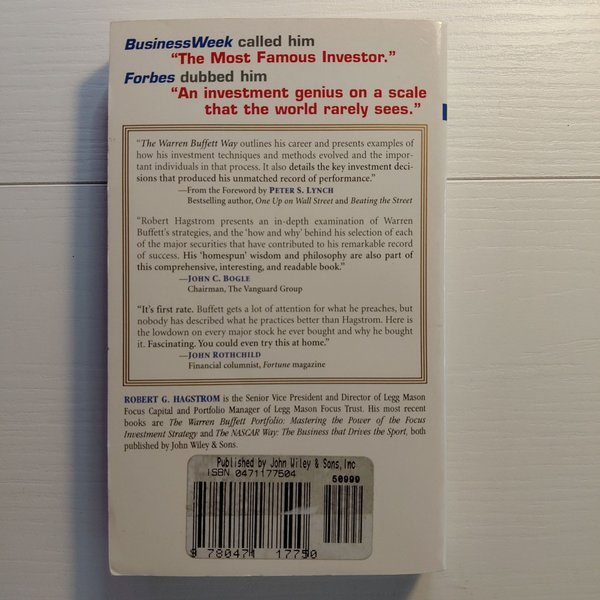 BusinessWeek called him
"The Most Famous Investor."
Forbes dubbed him
"An investment genius on a scale
that the world rarely sees."
"The Warren Buffett Way outlines his career and presents examples of
how his investment techniques and methods evolved and the impor-
tant individuals in that process. It also details the key investment deci-
sions that produced his unmatched record of performance."
—From the Foreword by PETER S. LYNCH
Bestselling author, One Up on Wall Street and Beating the Street
"Robert Hagstrom presents an in-depth examination of Warren
Buffett's strategies, and the 'how and why' behind his selection of each
of the major securities that have contributed to his remarkable record
of success. His 'homespun' wisdom and philosophy are also part of
this comprehensive, interesting, and readable book."
—JOHN C. BOGLE
Chairman, The Vanguard Group
"It's first rate. Buffett gets a lot of attention for what he preaches, but
nobody has described what he practices better than Hagstrom. Here is
the lowdown on every major stock he ever bought and why he bought
it. Fascinating. You could even try this at home."
—JOHN ROTHCHILD
Financial columnist, Fortune magazine
ROBERT G. HAGSTROM is the Senior Vice President and Director of Legg Mason
Focus Capital and Portfolio Manager of Legg Mason Focus Trust. His most recent
books are The Warren Buffett Portfolio: Mastering the Power of the Focus
Investment Strategy and The NASCAR Way: The Business that Drives the Sport, both
published by John Wiley & Sons.
Published by John Wiley & Sons, Inc
ISBN 0471177504
50999
9 780471 17750